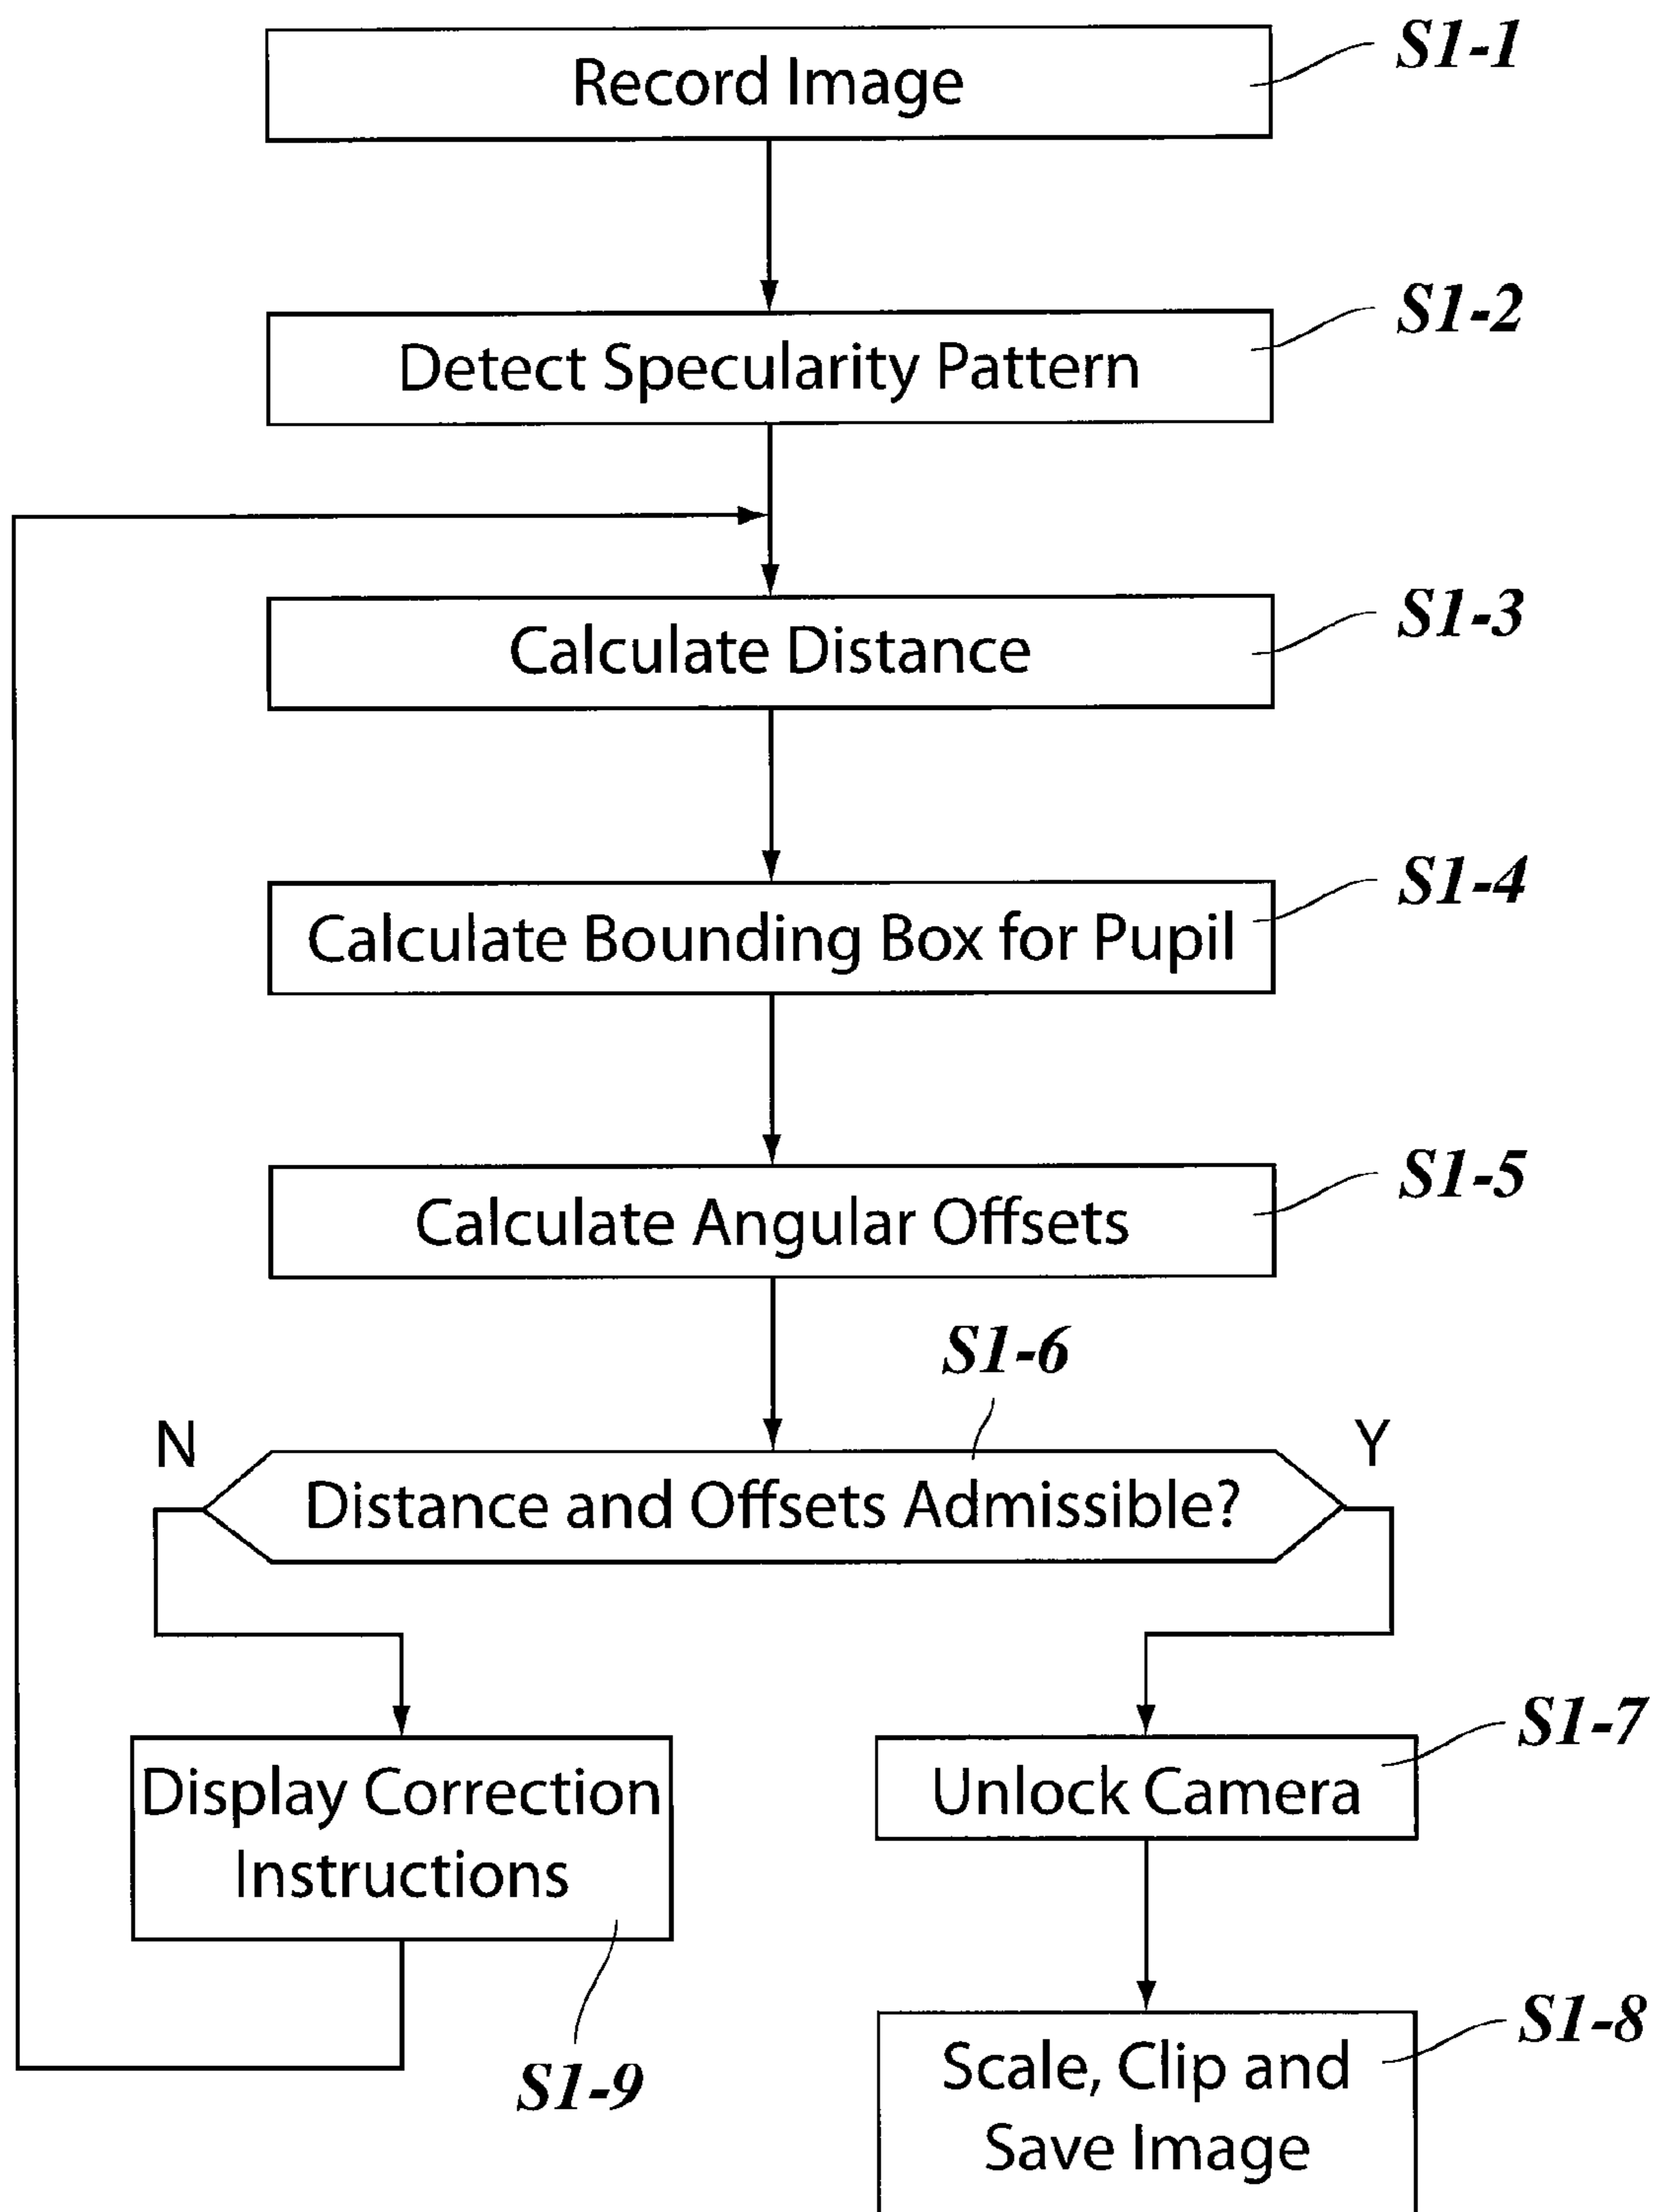 Record Image
S1-1
Detect Specularity Pattern
S1-2
Calculate Distance
S1-3
Calculate Bounding Box for Pupil
S1-4
Calculate Angular Offsets
S1-5
S1-6
N
Y
Distance and Offsets Admissible?
Display Correction
Instructions
S1-9
Unlock Camera
S1-7
Scale, Clip and
Save Image
S1-8